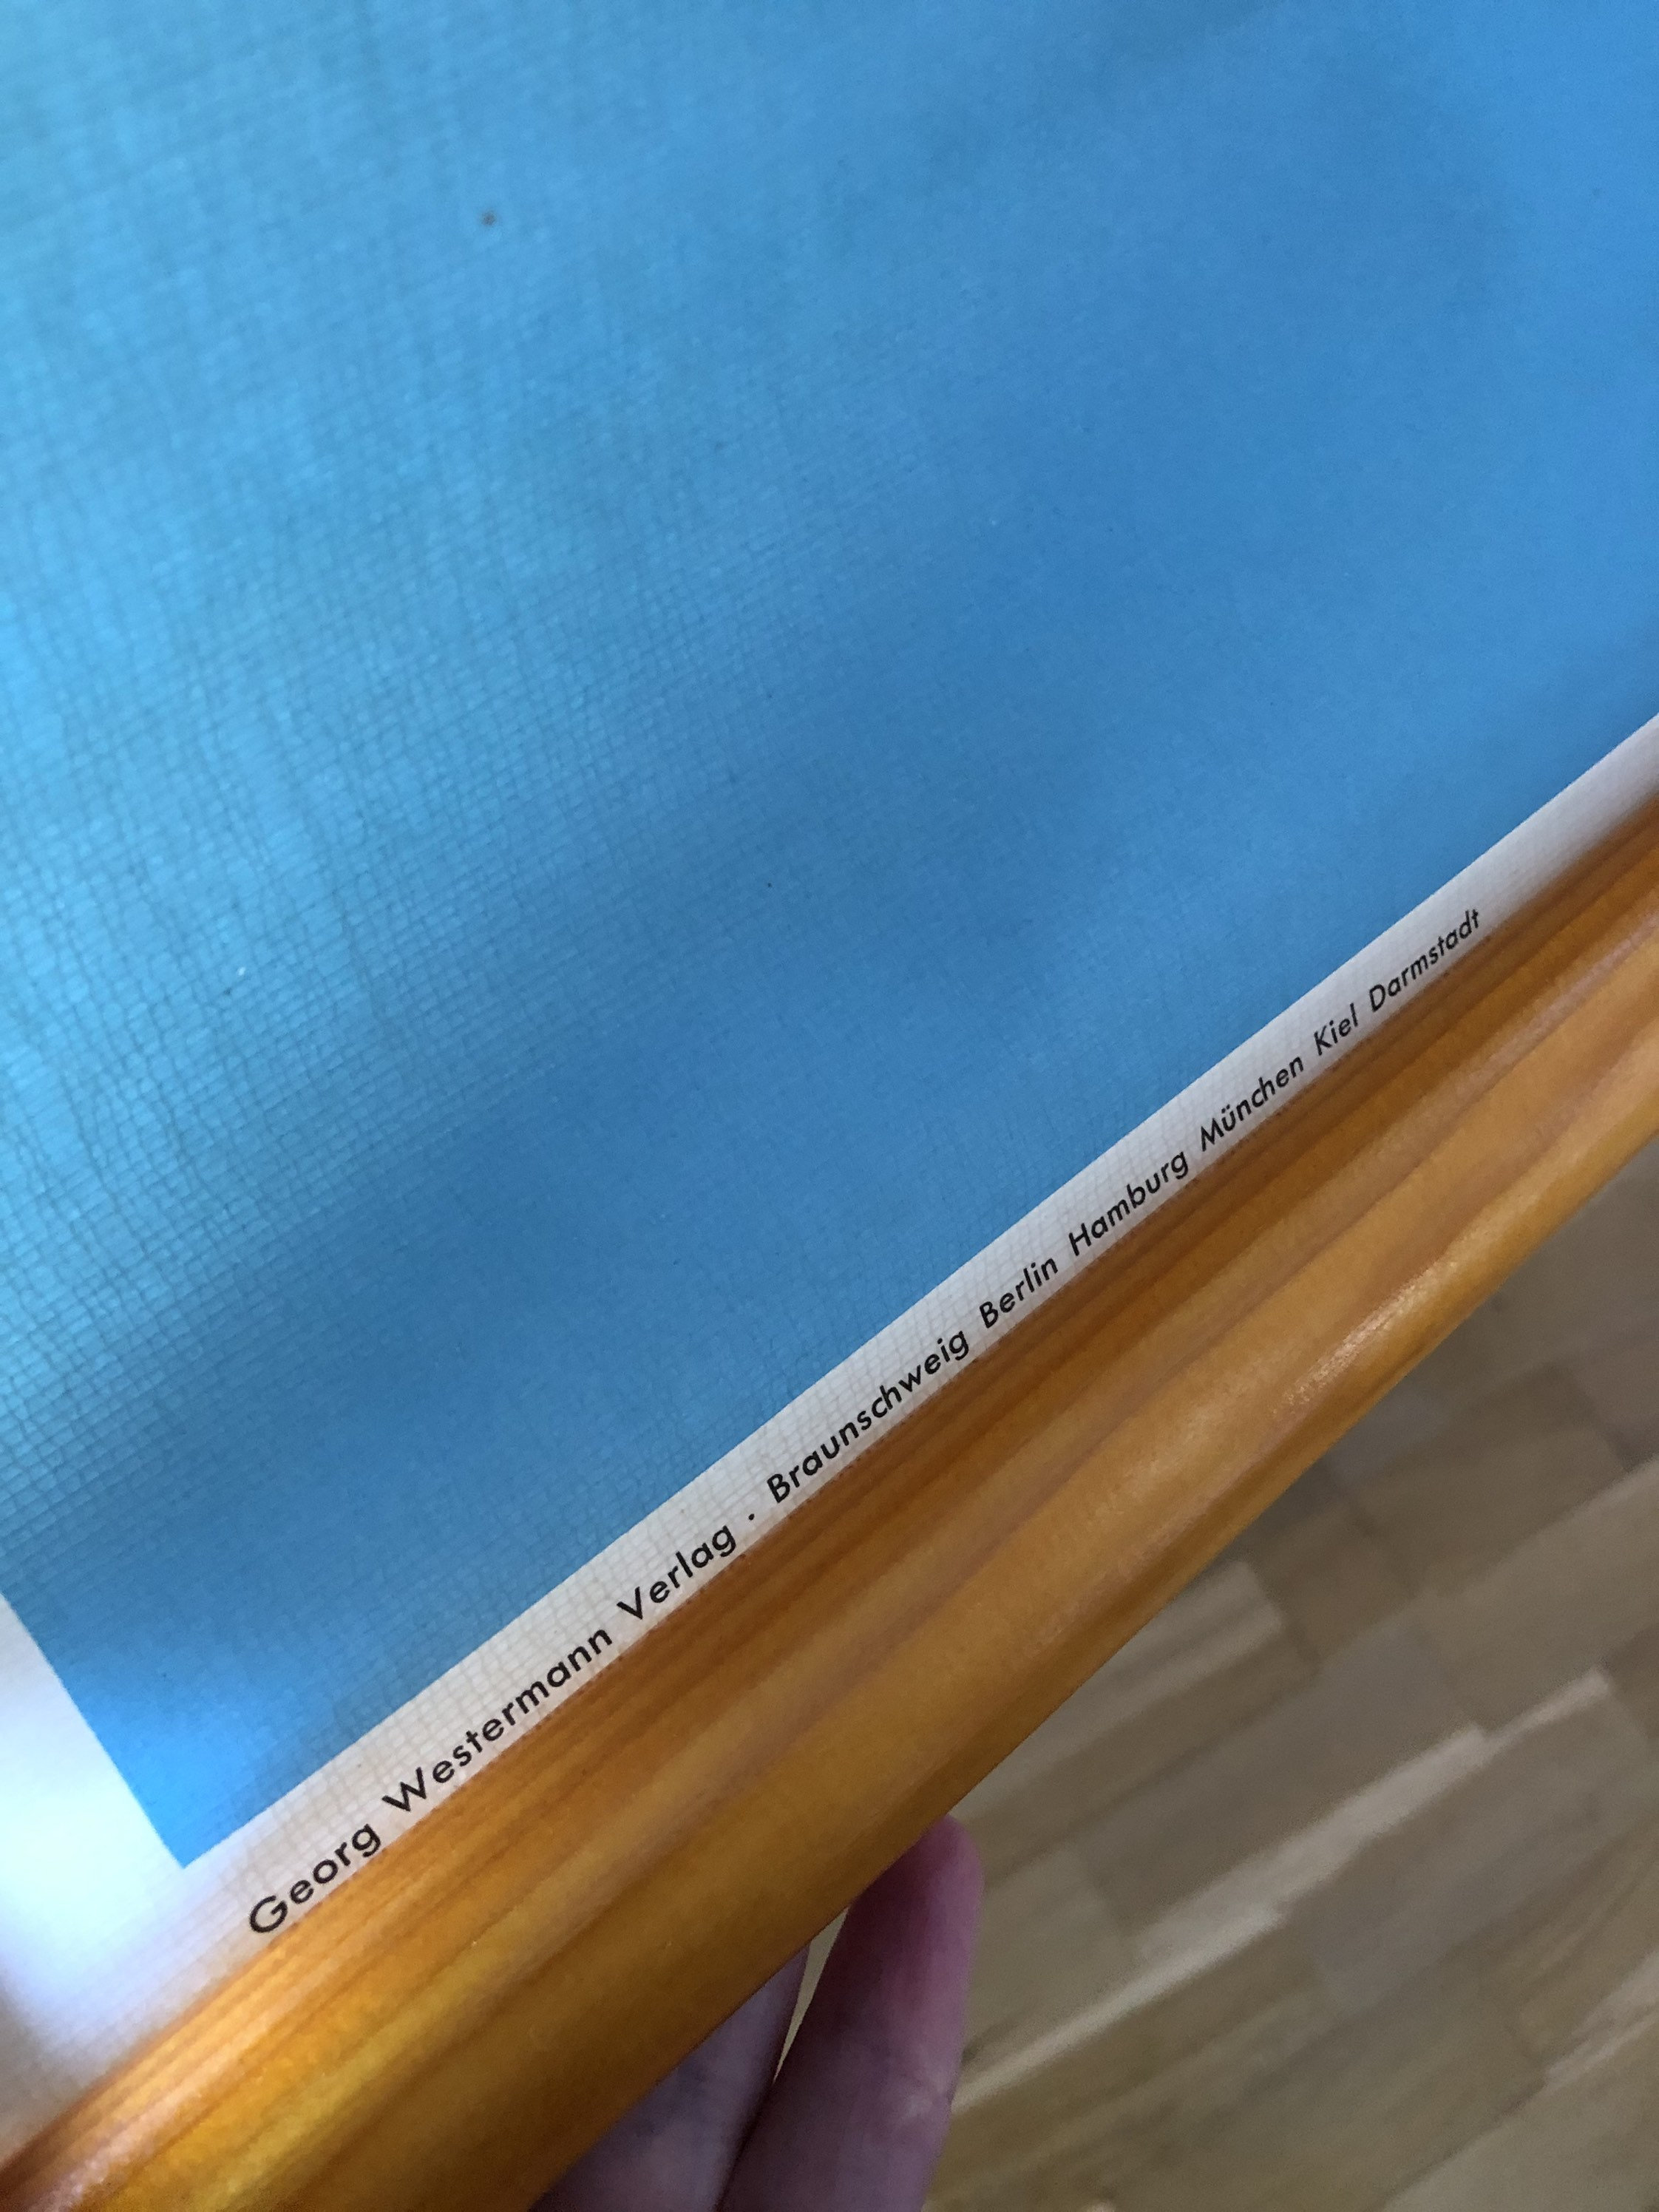 Georg Westermann Verlag · Braunschweig Berlin Hamburg München Kiel Darmstadt